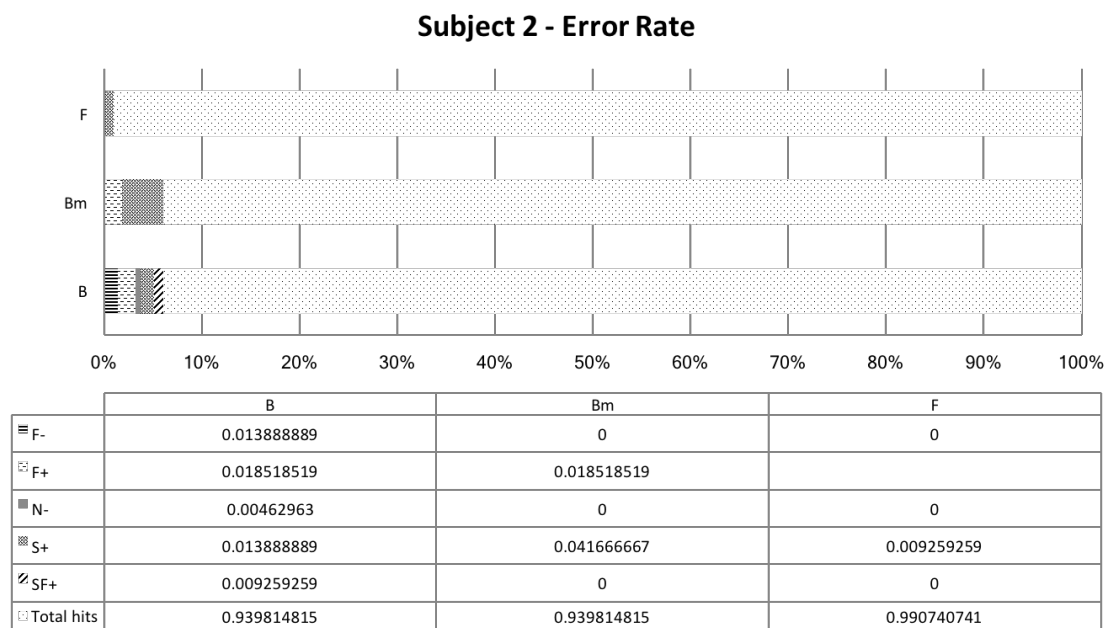 Subject 2 - Error Rate
F
Bm
B
0% 10% 20% 30% 40% 50% 60% 70% 80% 90% 100%
B Bm F
F- 0.013888889 0 0
F+ 0.018518519 0.018518519
N- 0.00462963 0 0
S+ 0.013888889 0.041666667 0.009259259
SF+ 0.009259259 0 0
Total hits 0.939814815 0.939814815 0.990740741